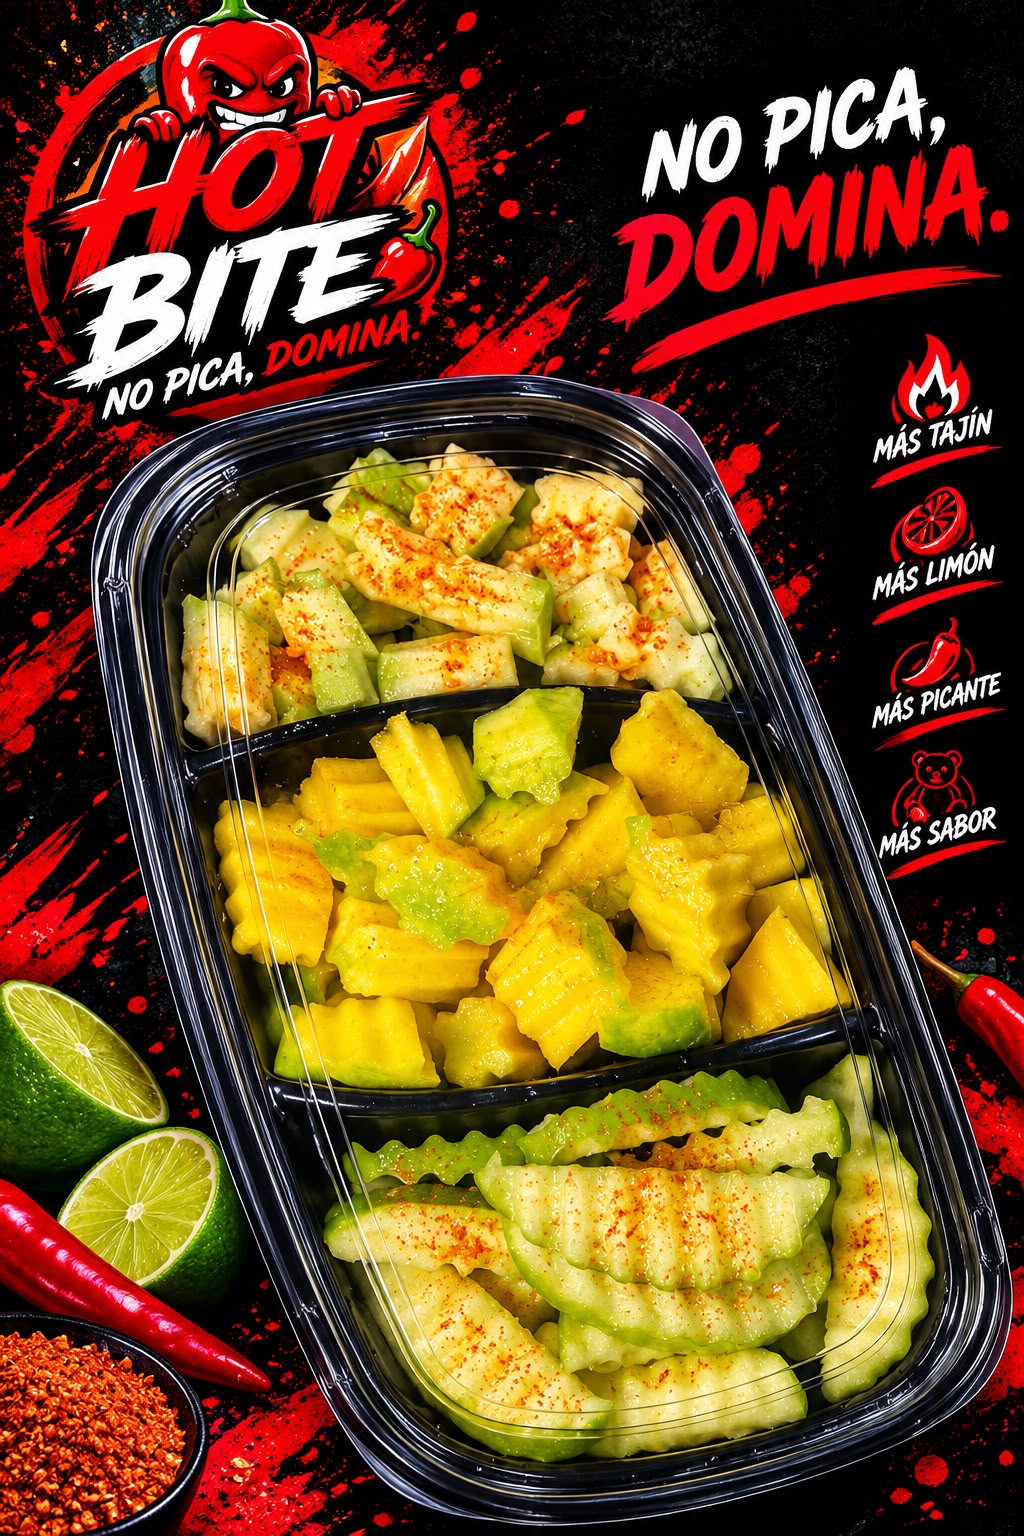 HOT
BITE
NO PICA, DOMINA.
NO PICA,
DOMINA.
MÁS TAJÍN
MÁS LIMÓN
MÁS PICANTE
MÁS SABOR